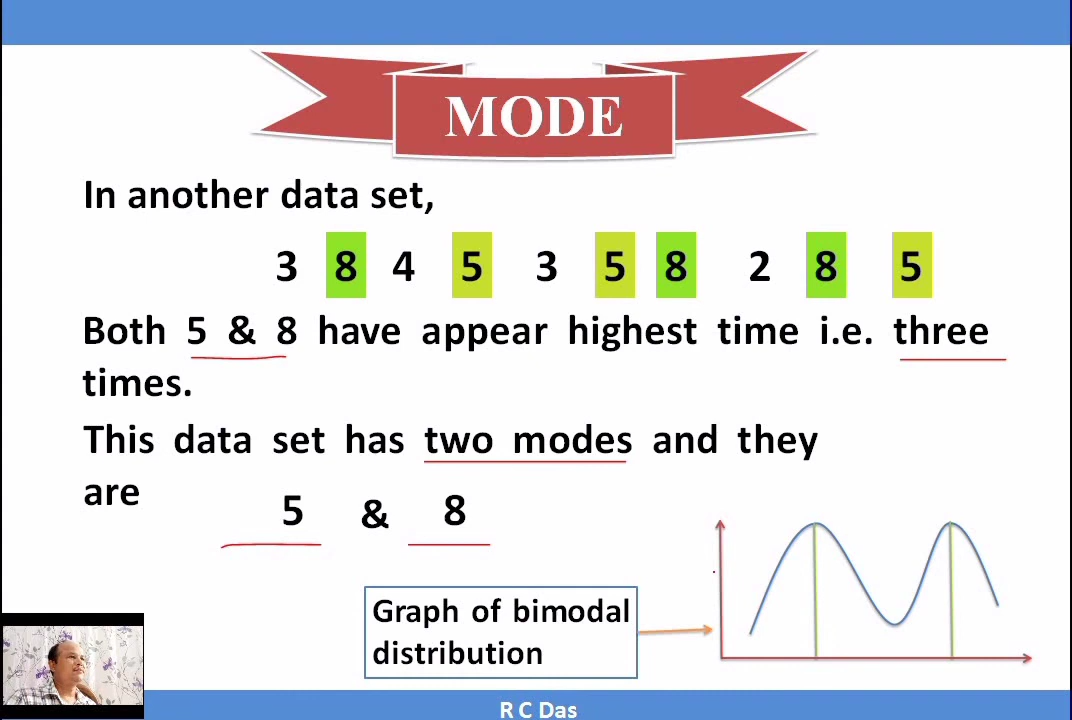 MODE
In another data set,
3 8 4 5 3 5 8 2 8 5
Both 5 & 8 have appear highest time i.e. three
times.
This data set has two modes and they
are 5 & 8
Graph of bimodal
distribution
R C Das